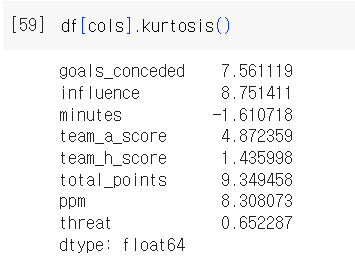 [59] df[cols].kurtosis()
goals_conceded 7.561119
influence 8.751411
minutes -1.610718
team_a_score 4.872359
team_h_score 1.435998
total_points 9.349458
ppm 8.308073
threat 0.652287
dtype: float64